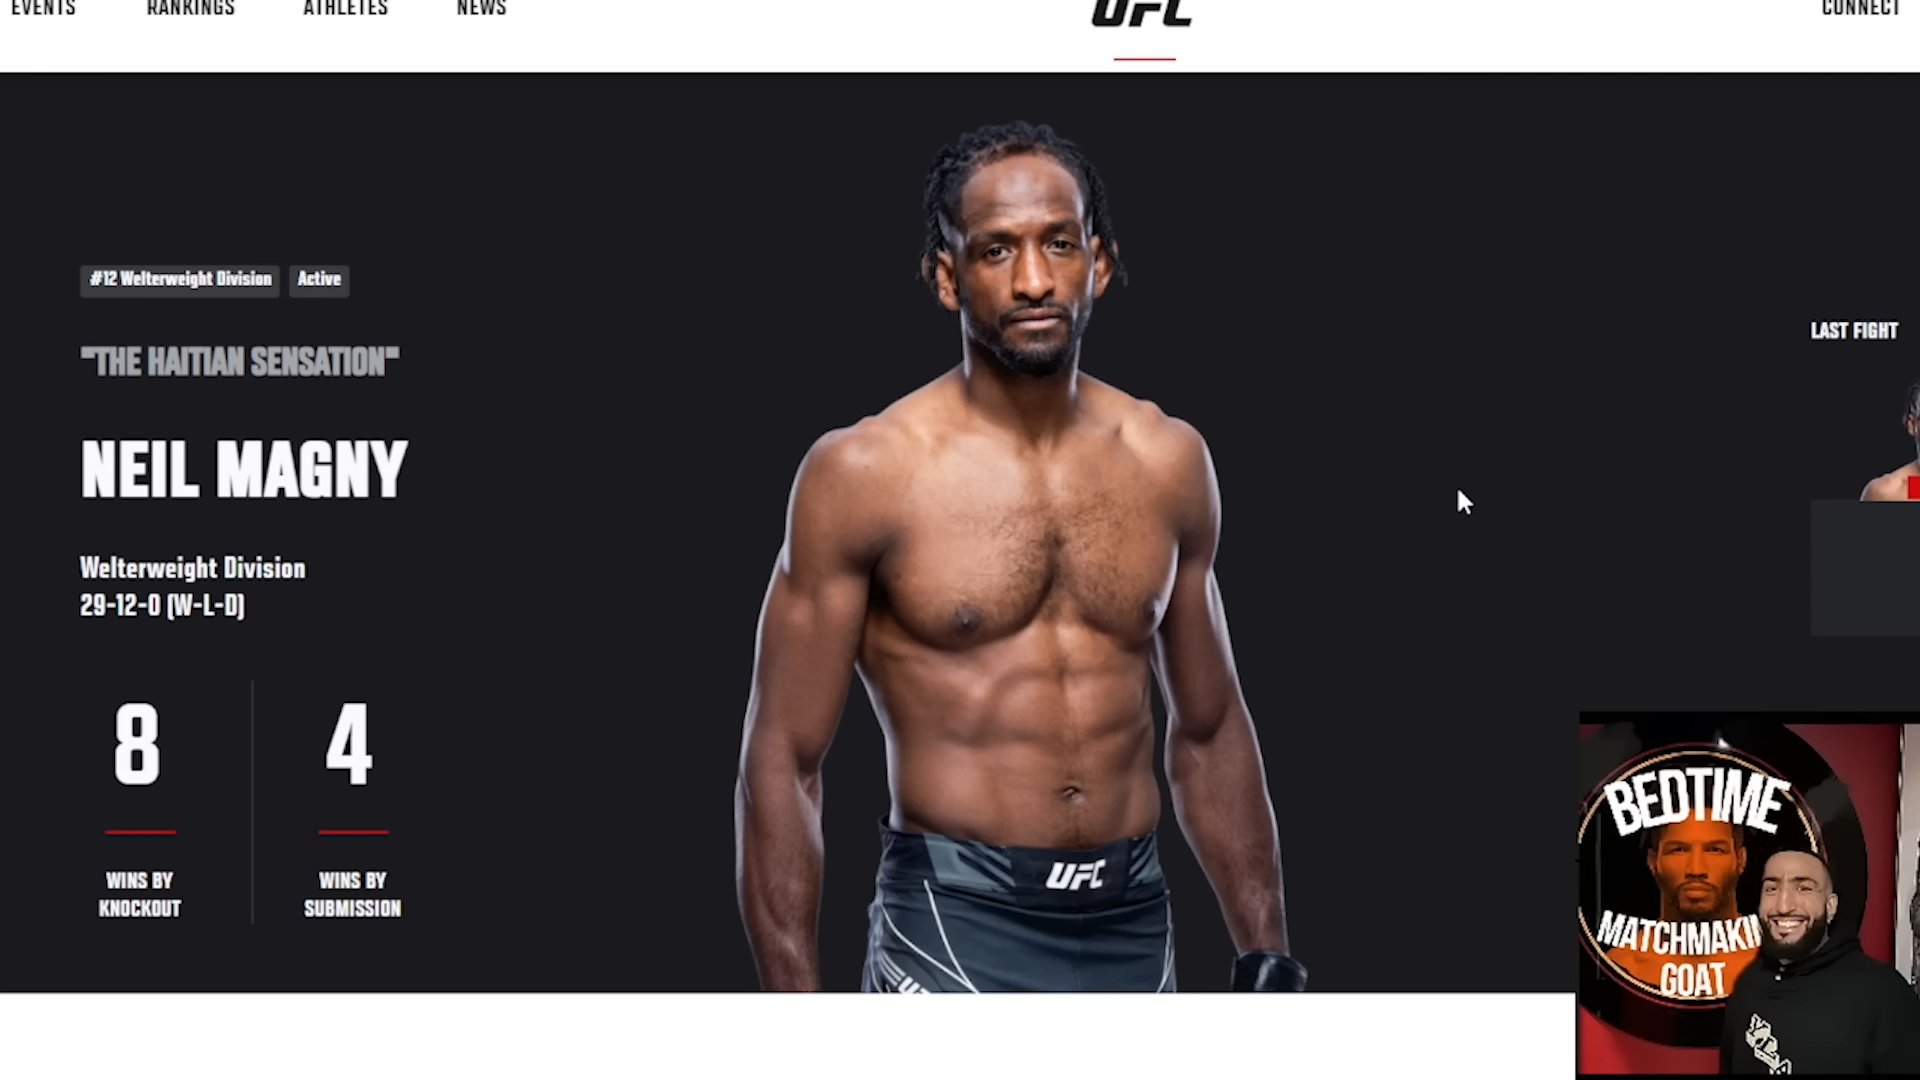 EVENTS RANKINGS ATHLETES NEWS UFC CONNECT
#12 Welterweight Division Active
"THE HAITIAN SENSATION"
NEIL MAGNY
Welterweight Division
29-12-0 (W-L-D)
8 4
WINS BY KNOCKOUT
WINS BY SUBMISSION
LAST FIGHT
UFC
BEDTIME
GOAT